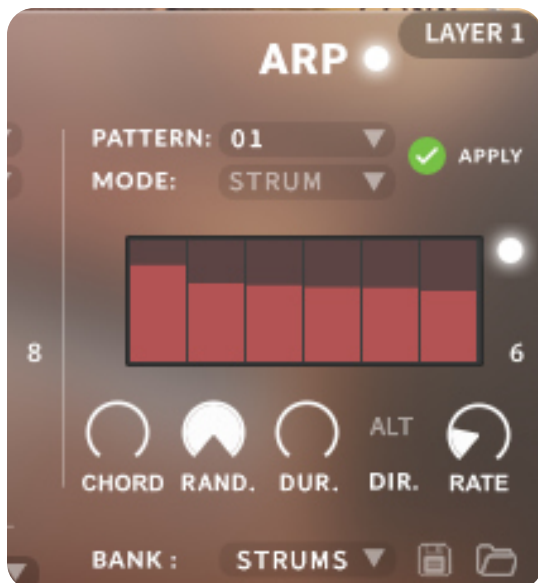 LAYER 1
ARP
PATTERN: 01
APPLY
MODE: STRUM
8
6
ALT
CHORD RAND. DUR. DIR. RATE
BANK : STRUMS